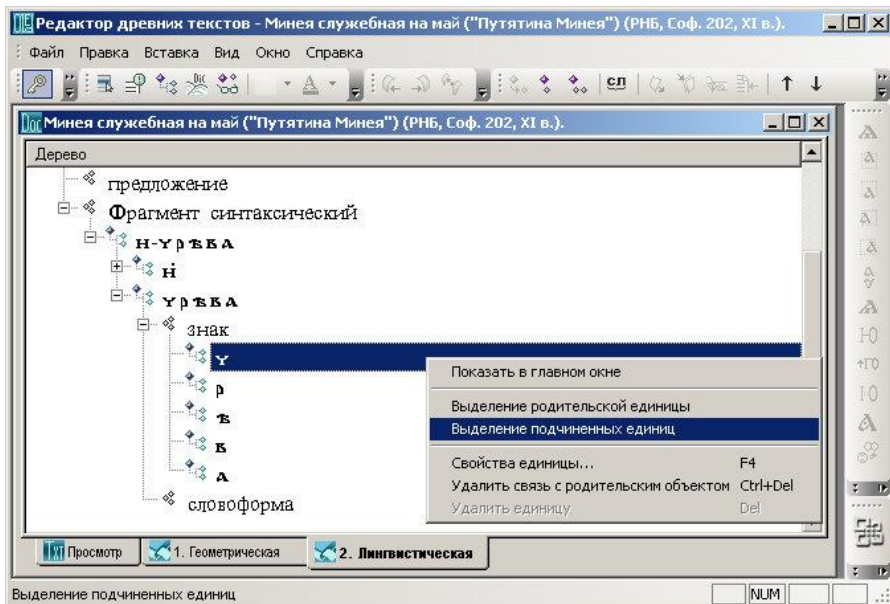 Редактор древних текстов - Минея служебная на май ("Путятина Минея") (РНБ, Соф. 202, XI в.).
Файл Правка Вставка Вид Окно Справка
сл
Doc Минея служебная на май ("Путятина Минея") (РНБ, Соф. 202, XI в.).
Дерево
предложение
Фрагмент синтаксический
н-ѵрѣва
знак
р
ѣ
в
а
словоформа
Показать в главном окне
Выделение родительской единицы
Выделение подчиненных единиц
Свойства единицы... F4
Удалить связь с родительским объектом Ctrl+Del
Удалить единицу Del
Просмотр 1. Геометрическая 2. Лингвистическая
Выделение подчиненных единиц NUM